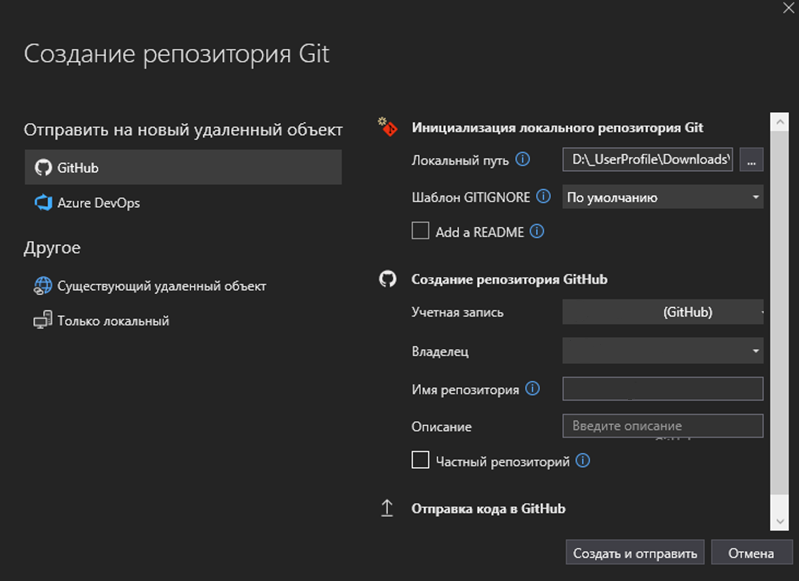 Создание репозитория Git
Отправить на новый удаленный объект
GitHub
Azure DevOps
Другое
Существующий удаленный объект
Только локальный
Инициализация локального репозитория Git
Локальный путь D:\_UserProfile\Downloads\ ...
Шаблон GITIGNORE По умолчанию
Add a README
Создание репозитория GitHub
Учетная запись (GitHub)
Владелец
Имя репозитория
Описание Введите описание
Частный репозиторий
Отправка кода в GitHub
Создать и отправить Отмена